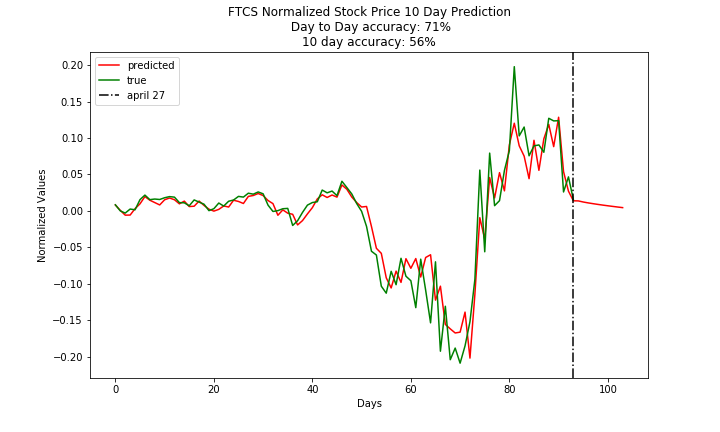 FTCS Normalized Stock Price 10 Day Prediction
Day to Day accuracy: 71%
10 day accuracy: 56%
predicted
true
april 27
Normalized Values
0.20
0.15
0.10
0.05
0.00
−0.05
−0.10
−0.15
−0.20
0 20 40 60 80 100
Days